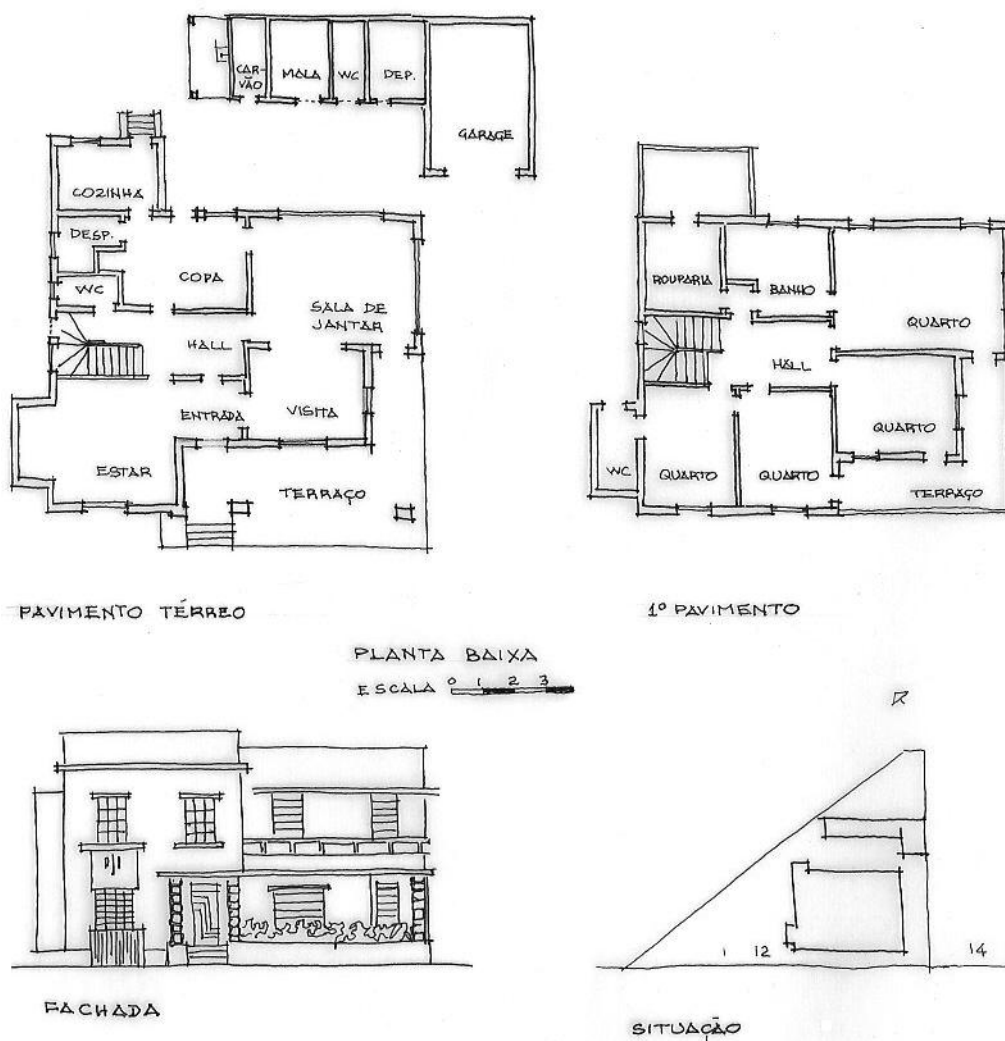 CAR-
VÃO
MALA
WC
DEP.
GARAGE
COZINHA
DESP.
WC
COPA
SALA DE
JANTAR
HALL
ENTRADA
VISITA
ESTAR
TERRAÇO
PAVIMENTO TÉRREO
ROUPARIA
BANHO
QUARTO
HALL
QUARTO
WC
QUARTO
QUARTO
TERRAÇO
1º PAVIMENTO
PLANTA BAIXA
ESCALA 0 1 2 3
FACHADA
1 12
14
SITUAÇÃO